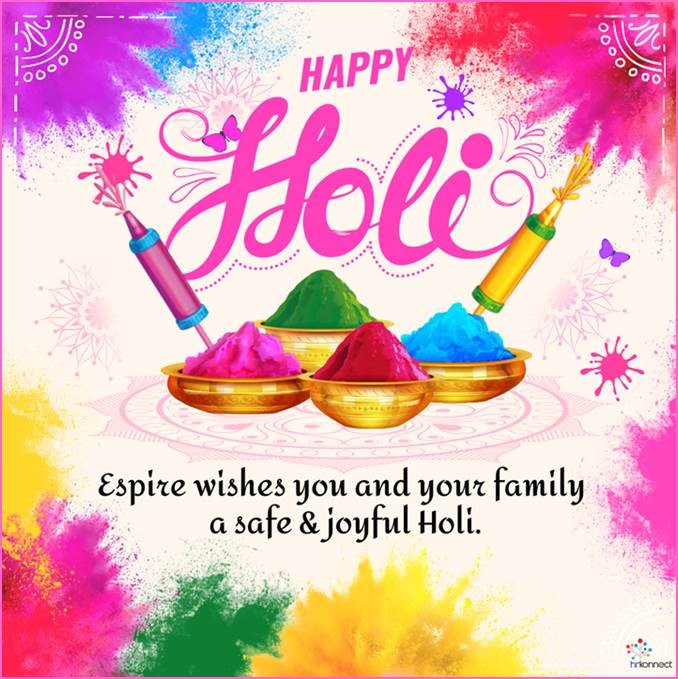 HAPPY
Holi
Espire wishes you and your family
a safe & joyful Holi.
hrkonnect